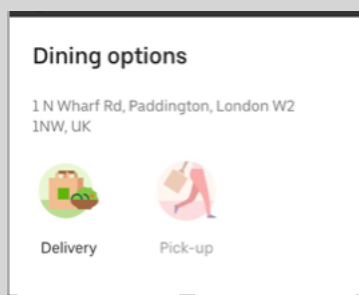 Dining options
1 N Wharf Rd, Paddington, London W2
1NW, UK
Delivery
Pick-up